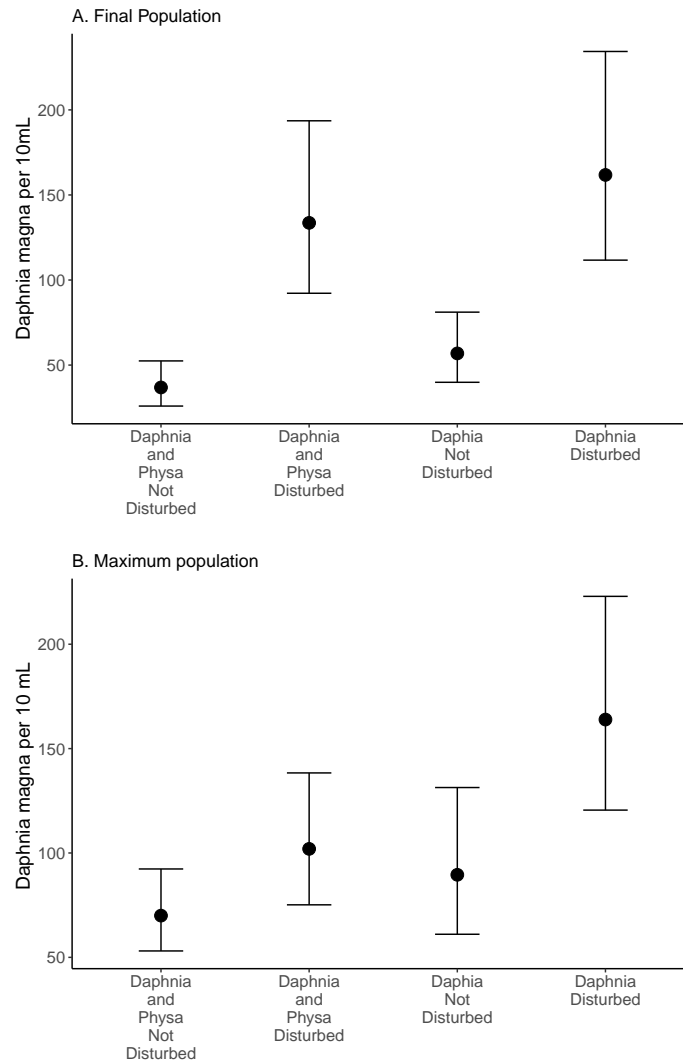 A. Final Population
Daphnia magna per 10mL
200
150
100
50
Daphnia
and
Physa
Not
Disturbed
Daphnia
and
Physa
Disturbed
Daphia
Not
Disturbed
Daphnia
Disturbed
B. Maximum population
Daphnia magna per 10 mL
200
150
100
50
Daphnia
and
Physa
Not
Disturbed
Daphnia
and
Physa
Disturbed
Daphia
Not
Disturbed
Daphnia
Disturbed